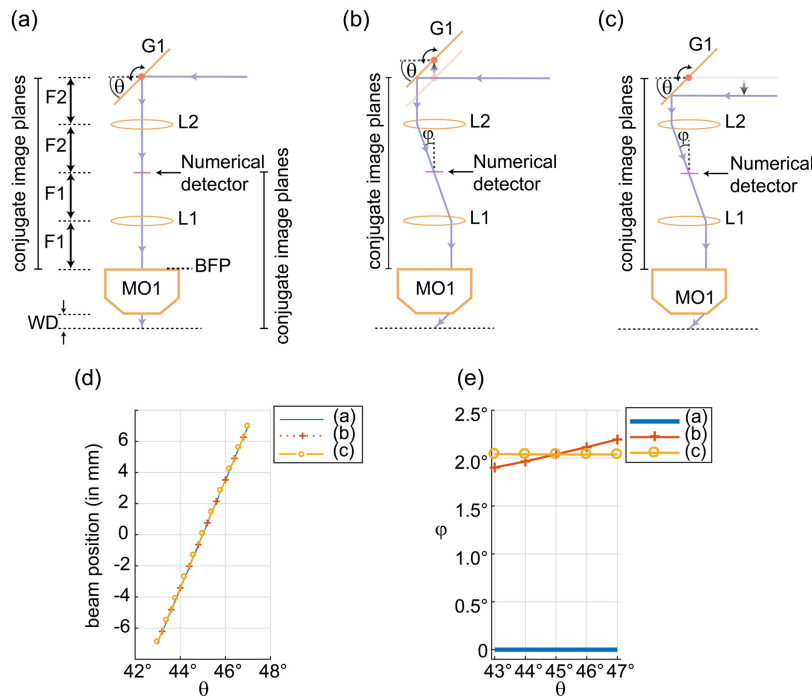 (a)
G1
θ
F2
F2
F1
F1
L2
Numerical
detector
L1
BFP
MO1
WD
conjugate image planes
conjugate image planes
(b)
G1
θ
L2
φ
Numerical
detector
L1
MO1
conjugate image planes
(c)
G1
θ
L2
φ
Numerical
detector
L1
MO1
conjugate image planes
(d)
(a)
(b)
(c)
beam position (in mm)
6
4
2
0
-2
-4
-6
42° 44° 46° 48°
θ
(e)
(a)
(b)
(c)
φ
2.5°
2.0°
1.5°
1.0°
0.5°
0
43° 44° 45° 46° 47°
θ